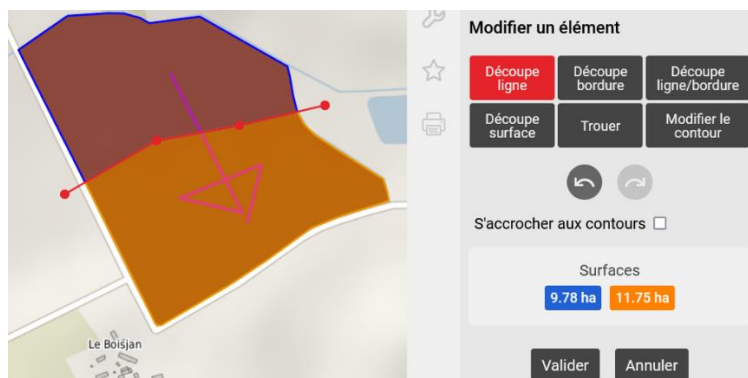 Modifier un élément
Découpe
ligne
Découpe
bordure
Découpe
ligne/bordure
Découpe
surface
Trouer
Modifier le
contour
S'accrocher aux contours
Surfaces
9.78 ha
11.75 ha
Valider
Annuler
Le Boisjan